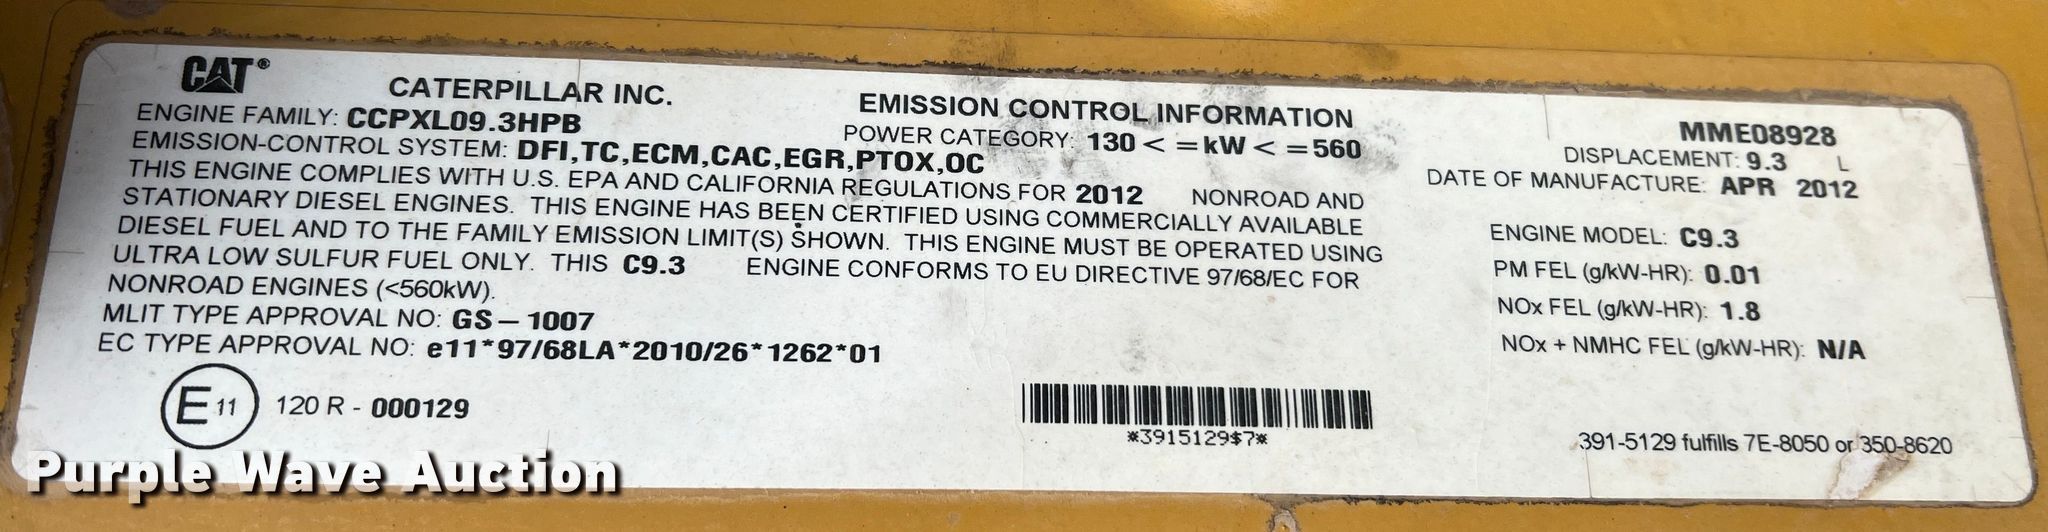 CAT®
CATERPILLAR INC.
ENGINE FAMILY: CCPXL09.3HPB
EMISSION-CONTROL SYSTEM: DFI,TC,ECM,CAC,EGR,PTOX,OC
EMISSION CONTROL INFORMATION
POWER CATEGORY: 130 < =kW < =560
THIS ENGINE COMPLIES WITH U.S. EPA AND CALIFORNIA REGULATIONS FOR 2012 NONROAD AND
STATIONARY DIESEL ENGINES. THIS ENGINE HAS BEEN CERTIFIED USING COMMERCIALLY AVAILABLE
DIESEL FUEL AND TO THE FAMILY EMISSION LIMIT(S) SHOWN. THIS ENGINE MUST BE OPERATED USING
ULTRA LOW SULFUR FUEL ONLY. THIS C9.3 ENGINE CONFORMS TO EU DIRECTIVE 97/68/EC FOR
NONROAD ENGINES (<560kW).
MLIT TYPE APPROVAL NO: GS-1007
EC TYPE APPROVAL NO: e11*97/68LA*2010/26*1262*01
E 11 120 R - 000129
*3915129$7*
MME08928
DISPLACEMENT: 9.3 L
DATE OF MANUFACTURE: APR 2012
ENGINE MODEL: C9.3
PM FEL (g/kW-HR): 0.01
NOx FEL (g/kW-HR): 1.8
NOx + NMHC FEL (g/kW-HR): N/A
391-5129 fulfills 7E-8050 or 350-8620
Purple Wave Auction